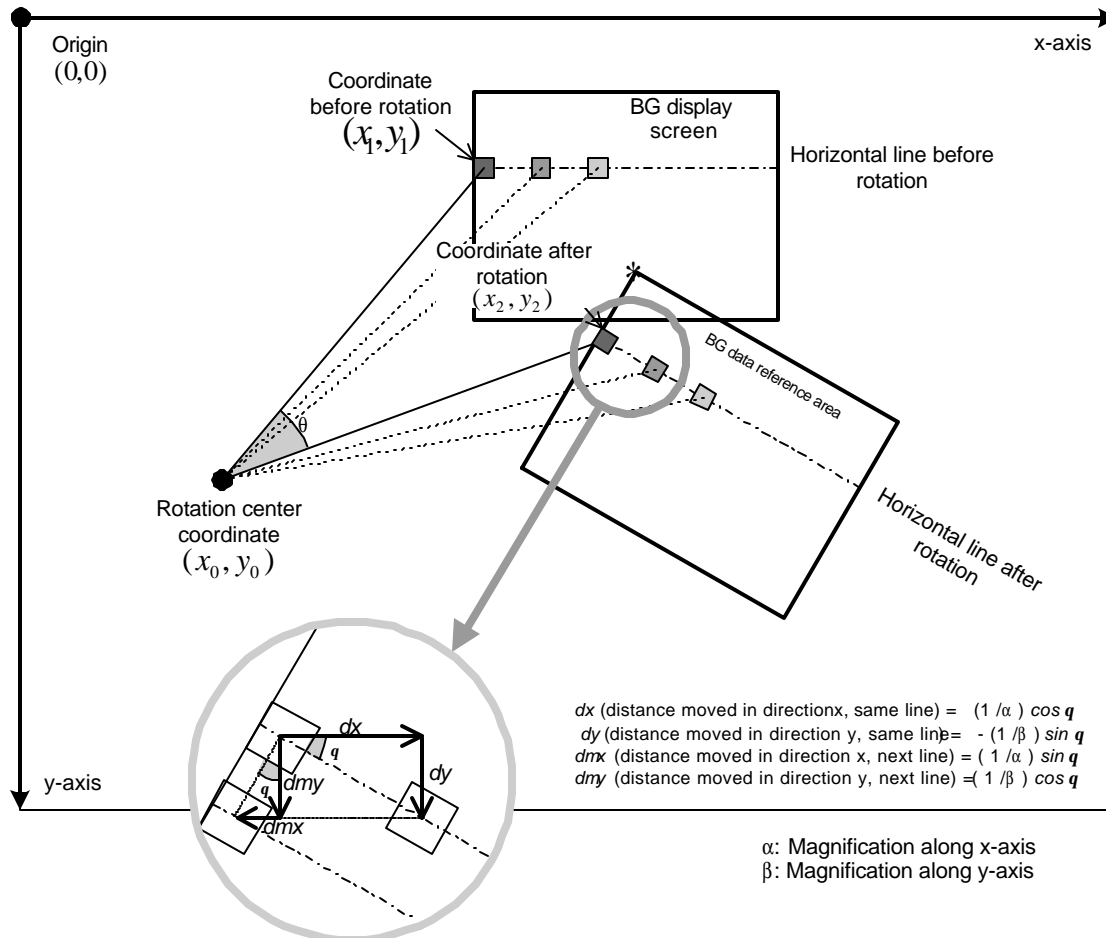 Origin
(0,0)
x-axis
Coordinate
before rotation
(x1, y1)
BG display
screen
Horizontal line before
rotation
Coordinate after
rotation
(x2, y2)
BG data reference area
θ
Rotation center
coordinate
(x0, y0)
Horizontal line after
rotation
dx
q
dy
q
dmy
dmx
y-axis
dx (distance moved in directionx, same line) = (1 /α ) cos q
dy (distance moved in direction y, same line) = - (1 /β ) sin q
dmx (distance moved in direction x, next line) = ( 1 /α ) sin q
dmy (distance moved in direction y, next line) =( 1 /β ) cos q
α: Magnification along x-axis
β: Magnification along y-axis